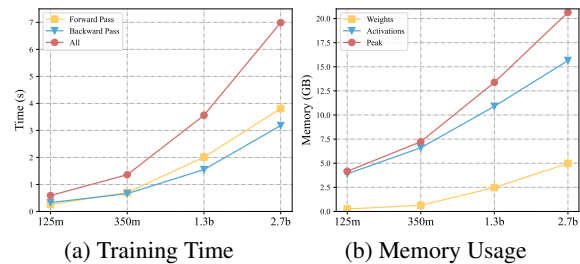 Forward Pass
Backward Pass
All
Time (s)
7
6
5
4
3
2
1
0
125m 350m 1.3b 2.7b
(a) Training Time
Weights
Activations
Peak
Memory (GB)
20.0
17.5
15.0
12.5
10.0
7.5
5.0
2.5
0.0
125m 350m 1.3b 2.7b
(b) Memory Usage